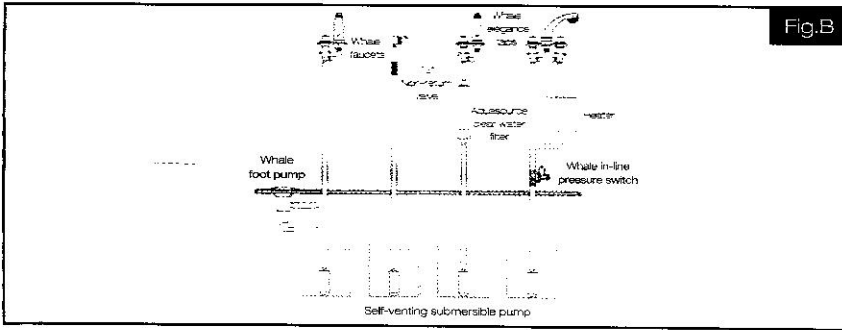 Fig.B
Whale
faucets
Whale
elegance
taps
Non-return
valve
Aquasource
clear water
filter
Heater
Whale
foot pump
Whale in-line
pressure switch
Self-venting submersible pump